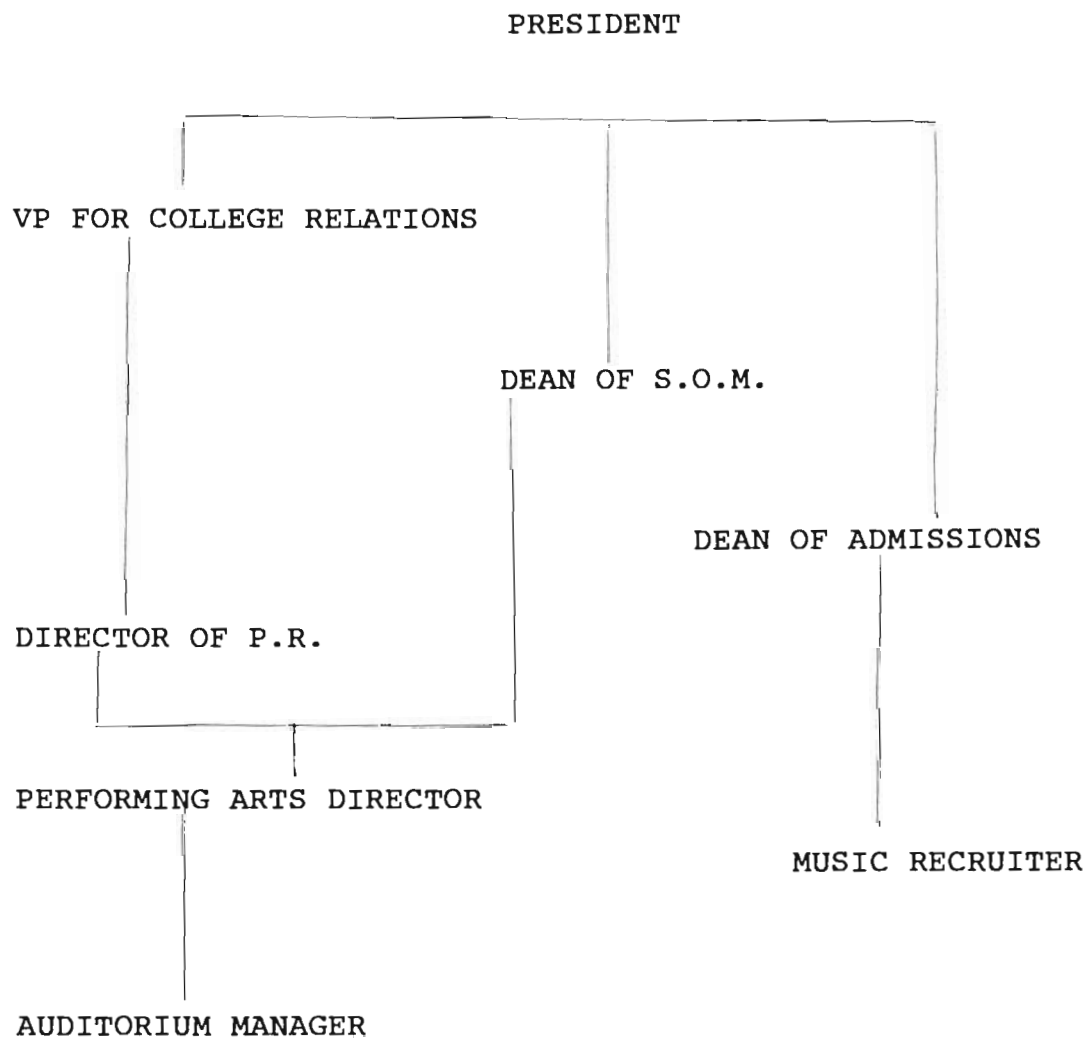 PRESIDENT
VP FOR COLLEGE RELATIONS
DEAN OF S.O.M.
DEAN OF ADMISSIONS
DIRECTOR OF P.R.
PERFORMING ARTS DIRECTOR
MUSIC RECRUITER
AUDITORIUM MANAGER